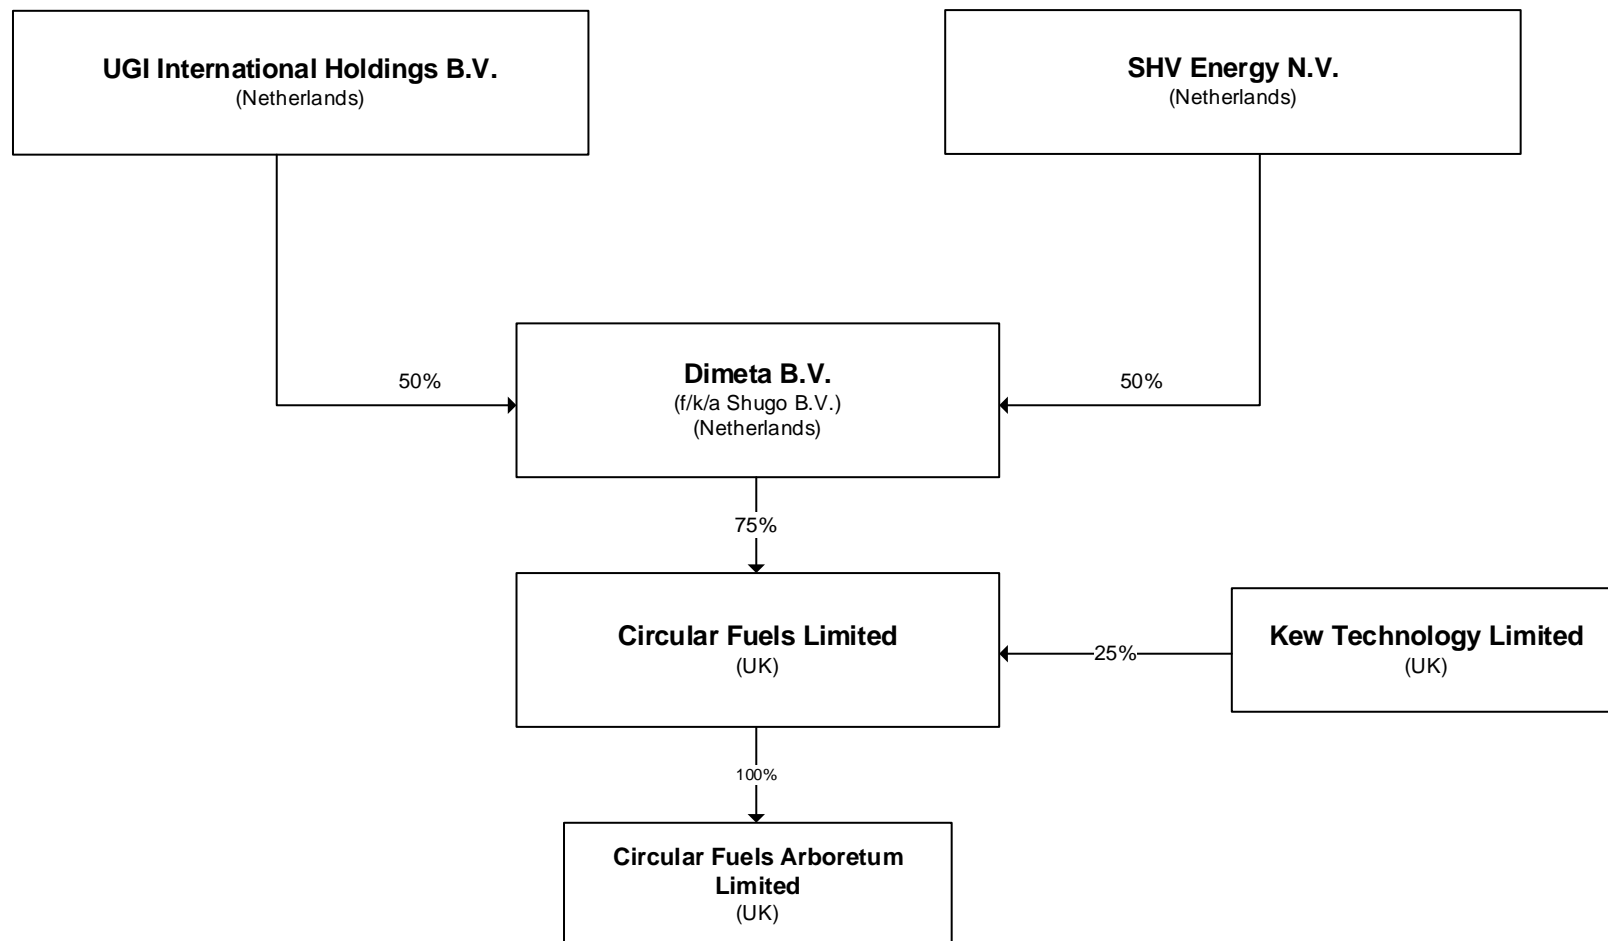 UGI International Holdings B.V.
(Netherlands)
SHV Energy N.V.
(Netherlands)
50%
Dimeta B.V.
(f/k/a Shugo B.V.)
(Netherlands)
50%
75%
Circular Fuels Limited
(UK)
25%
Kew Technology Limited
(UK)
100%
Circular Fuels Arboretum
Limited
(UK)